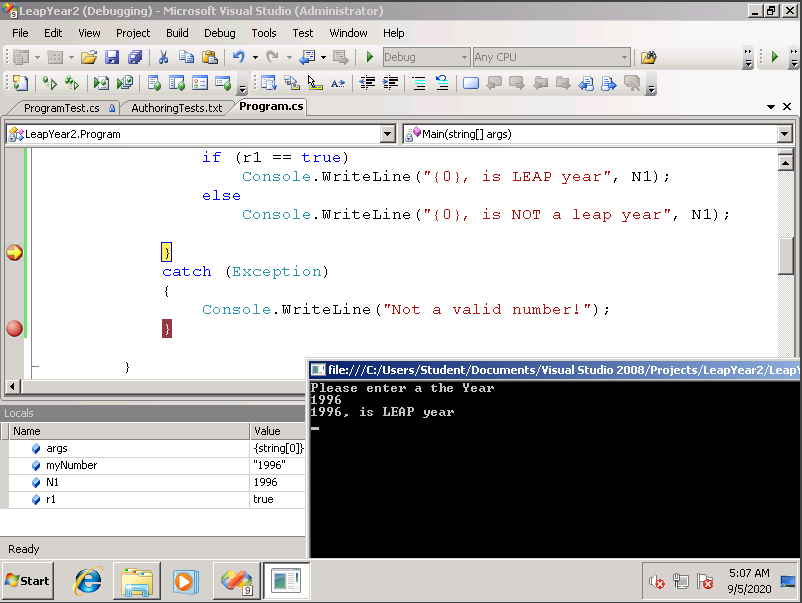 LeapYear2 (Debugging) - Microsoft Visual Studio (Administrator)
File Edit View Project Build Debug Tools Test Window Help
Debug Any CPU
ProgramTest.cs AuthoringTests.txt Program.cs
LeapYear2.Program Main(string[] args)
if (r1 == true)
Console.WriteLine("{0}, is LEAP year", N1);
else
Console.WriteLine("{0}, is NOT a leap year", N1);
}
catch (Exception)
{
Console.WriteLine("Not a valid number!");
}
}
file:///C:/Users/Student/Documents/Visual Studio 2008/Projects/LeapYear2/LeapY
Please enter a the Year
1996
1996, is LEAP year
Locals
Name Value
args {string[0]}
myNumber "1996"
N1 1996
r1 true
Ready
Start 9 5:07 AM
9/5/2020